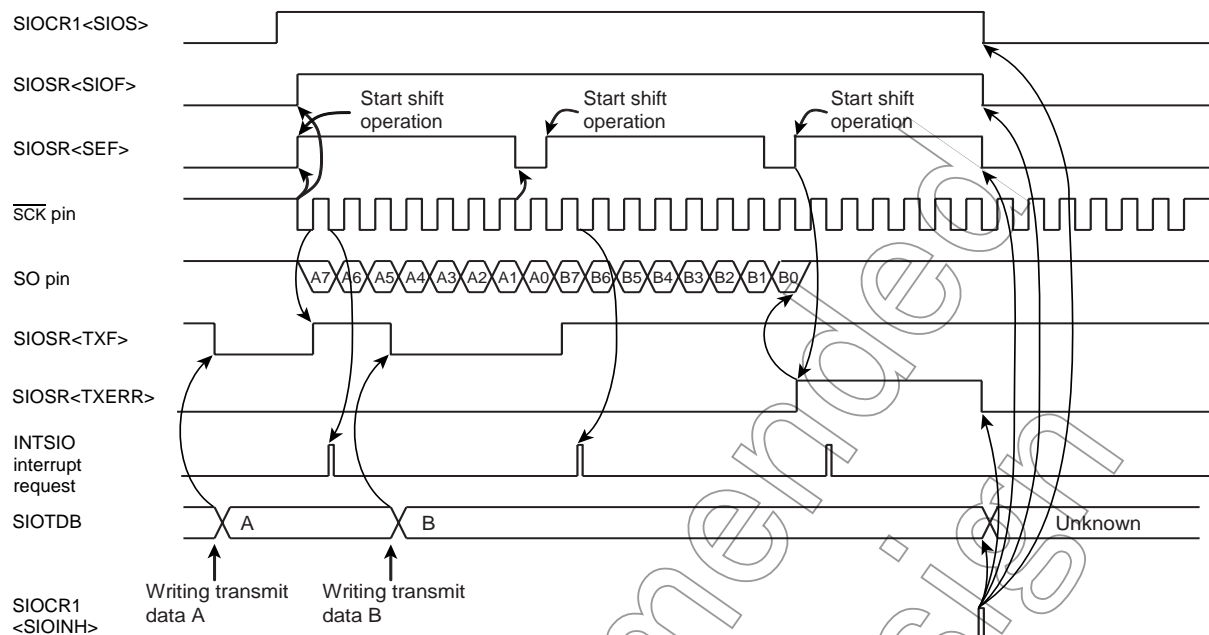 SIOCR1<SIOS>
SIOSR<SIOF>
Start shift
operation
Start shift
operation
Start shift
operation
SIOSR<SEF>
SCK pin
SO pin
A7 A6 A5 A4 A3 A2 A1 A0 B7 B6 B5 B4 B3 B2 B1 B0
SIOSR<TXF>
SIOSR<TXERR>
INTSIO
interrupt
request
SIOTDB
A
B
Unknown
Writing transmit
data A
Writing transmit
data B
SIOCR1
<SIOINH>
mended
sign